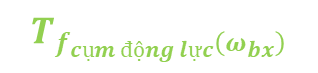 T_{f_{cụm động lực}(ω_{bx})}